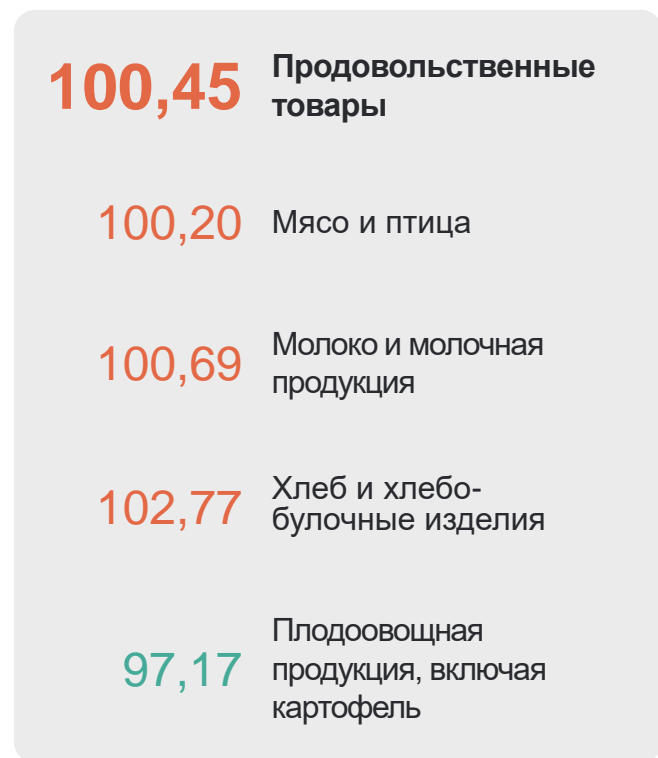 100,45 Продовольственные
товары
100,20 Мясо и птица
100,69 Молоко и молочная
продукция
102,77 Хлеб и хлебо-
булочные изделия
97,17 Плодоовощная
продукция, включая
картофель